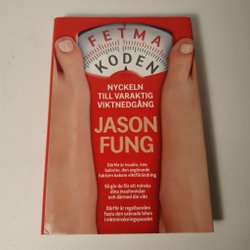 FETMA
KODEN
NYCKELN
TILL VARAKTIG
VIKTNEDGÅNG
JASON
FUNG
Därför är insulin, inte
kalorier, den avgörande
faktorn bakom viktförändring
Så gör du för att minska
dina insulinnivåer
och därmed din vikt
Därför är regelbunden
fasta den saknade biten
i viktminskningspusslet